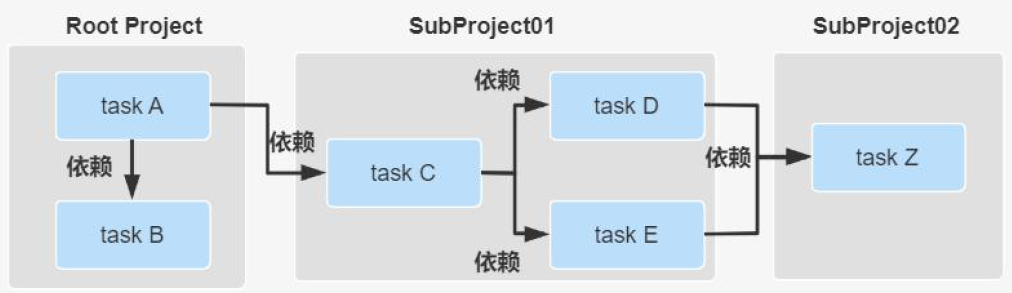 Root Project
SubProject01
SubProject02
task A
依赖
task B
依赖
task C
依赖
task D
依赖
task E
依赖
task Z